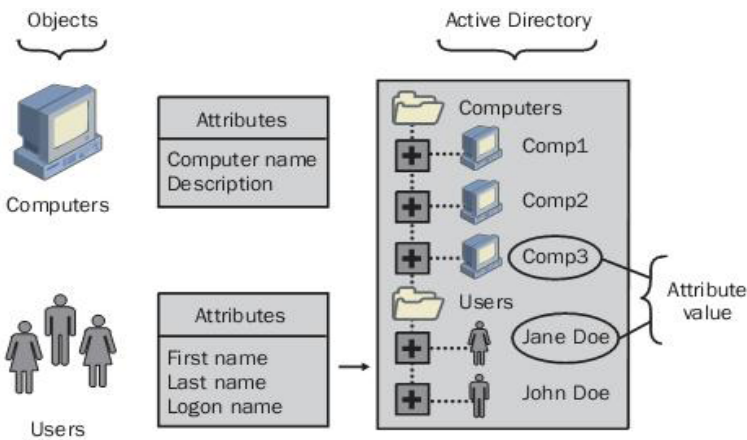 Objects
Active Directory
Computers
Attributes
Computer name
Description
Computers
Comp1
Comp2
Comp3
Users
Jane Doe
John Doe
Attribute
value
Users
Attributes
First name
Last name
Logon name